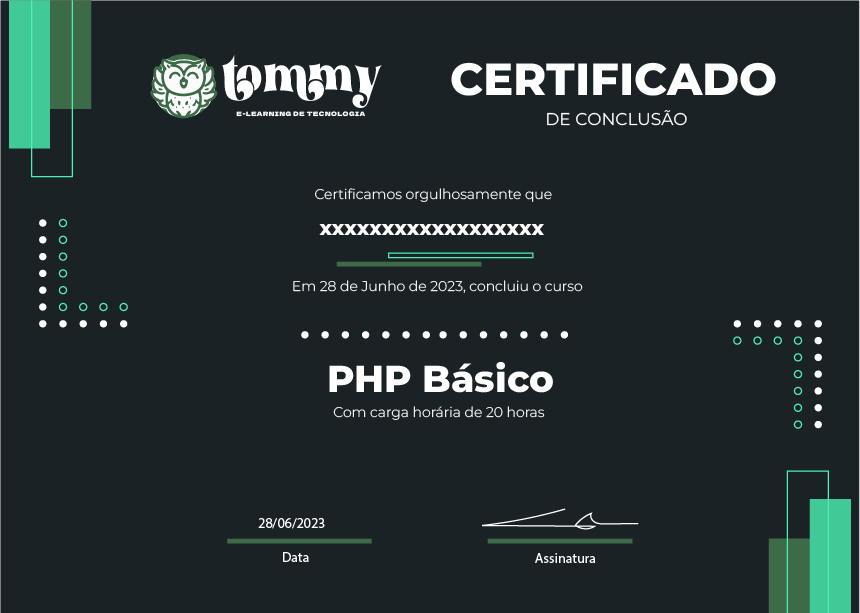 tommy
E-LEARNING DE TECNOLOGIA
CERTIFICADO
DE CONCLUSÃO
Certificamos orgulhosamente que
xxxxxxxxxxxxxxxxxx
Em 28 de Junho de 2023, concluiu o curso
PHP Básico
Com carga horária de 20 horas
28/06/2023
Data
Assinatura